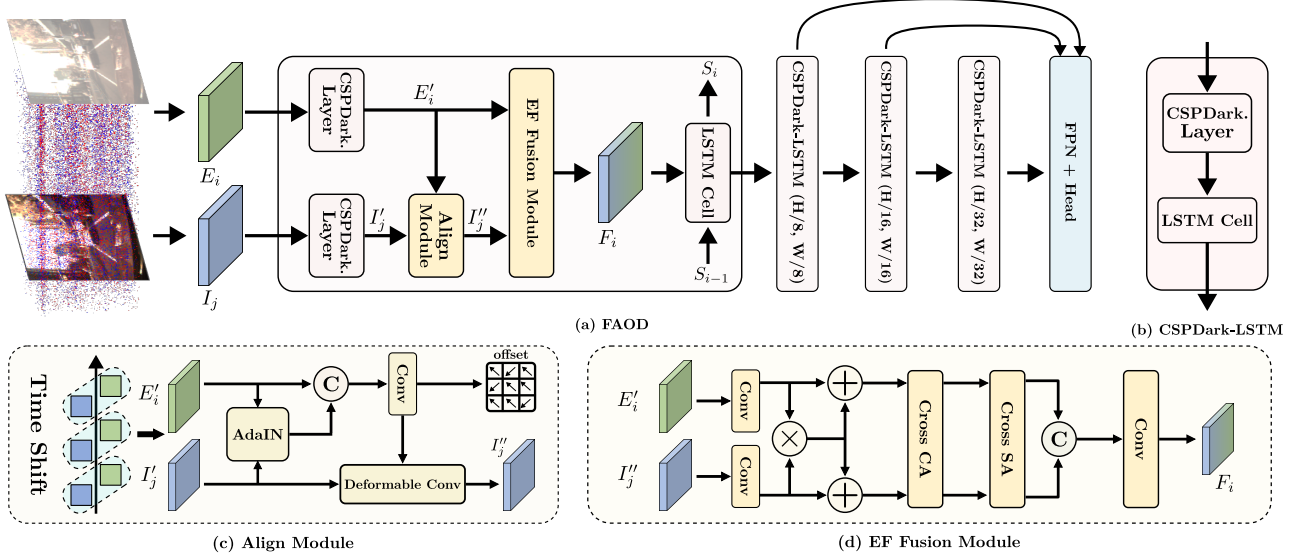 E_i
I_j
CSPDark.
Layer
E'_i
CSPDark.
Layer
I'_j
Align
Module
I''_j
EF Fusion Module
F_i
S_i
LSTM Cell
S_{i-1}
CSPDark-LSTM (H/8, W/8)
CSPDark-LSTM (H/16, W/16)
CSPDark-LSTM (H/32, W/32)
FPN + Head
(a) FAOD
CSPDark.
Layer
LSTM Cell
(b) CSPDark-LSTM
Time Shift
E'_i
I'_j
AdaIN
C
Conv
offset
Deformable Conv
I''_j
(c) Align Module
E'_i
I''_j
Conv
Conv
×
+
+
Cross CA
Cross SA
C
Conv
F_i
(d) EF Fusion Module